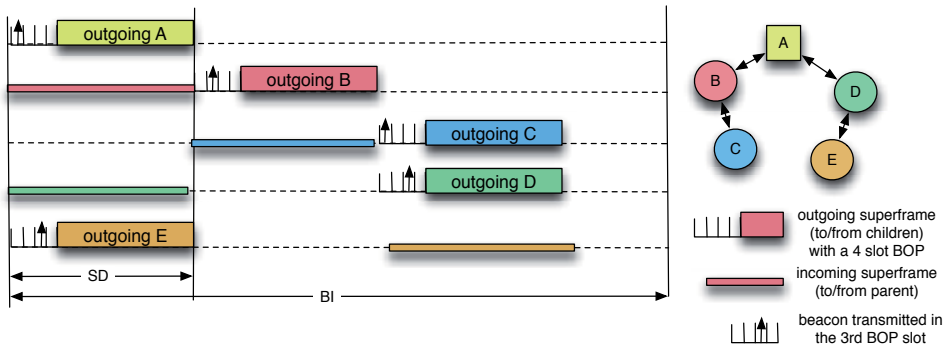 outgoing A
outgoing B
outgoing C
outgoing D
outgoing E
SD
BI
A
B
D
C
E
outgoing superframe
(to/from children)
with a 4 slot BOP
incoming superframe
(to/from parent)
beacon transmitted in
the 3rd BOP slot